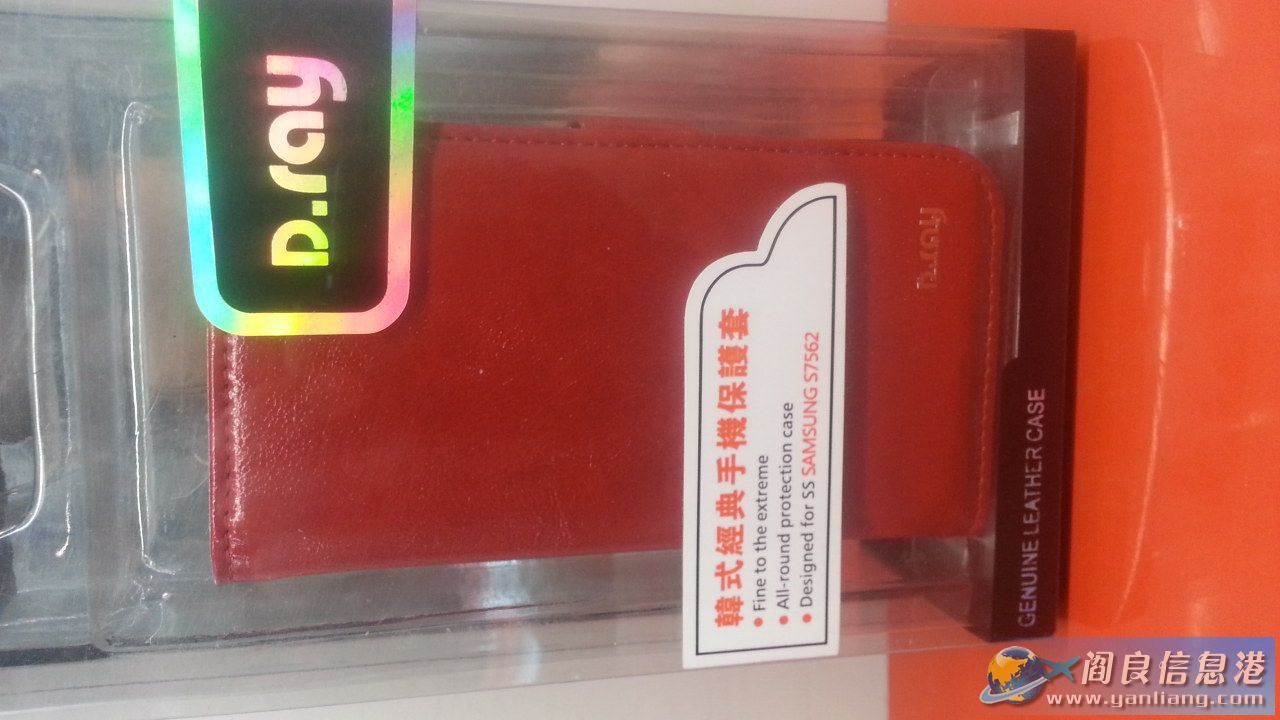 D.ray
D.ray
韓式經典手機保護套
• Fine to the extreme
• All-round protection case
• Designed for SS SAMSUNG S7562
GENUINE LEATHER CASE
阎良信息港
www.yanliang.com